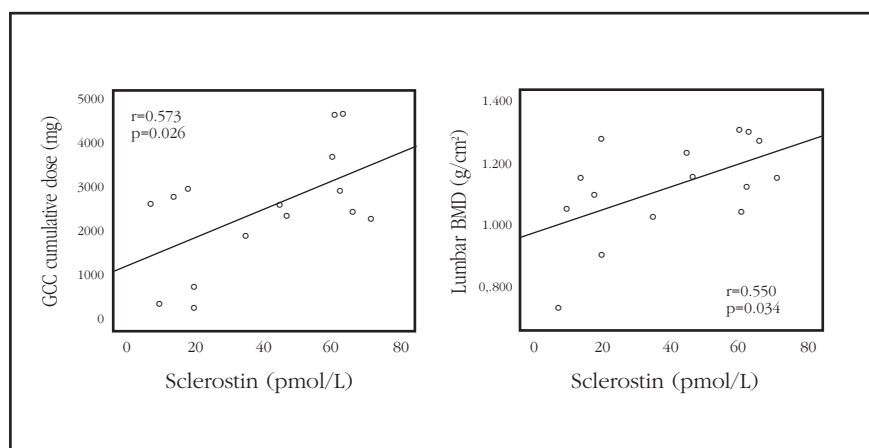 GCC cumulative dose (mg)
5000
4000
3000
2000
1000
0
r=0.573
p=0.026
0
20
40
60
80
Sclerostin (pmol/L)
Lumbar BMD (g/cm²)
1.400
1.200
1.000
0,.800
r=0.550
p=0.034
0
20
40
60
80
Sclerostin (pmol/L)